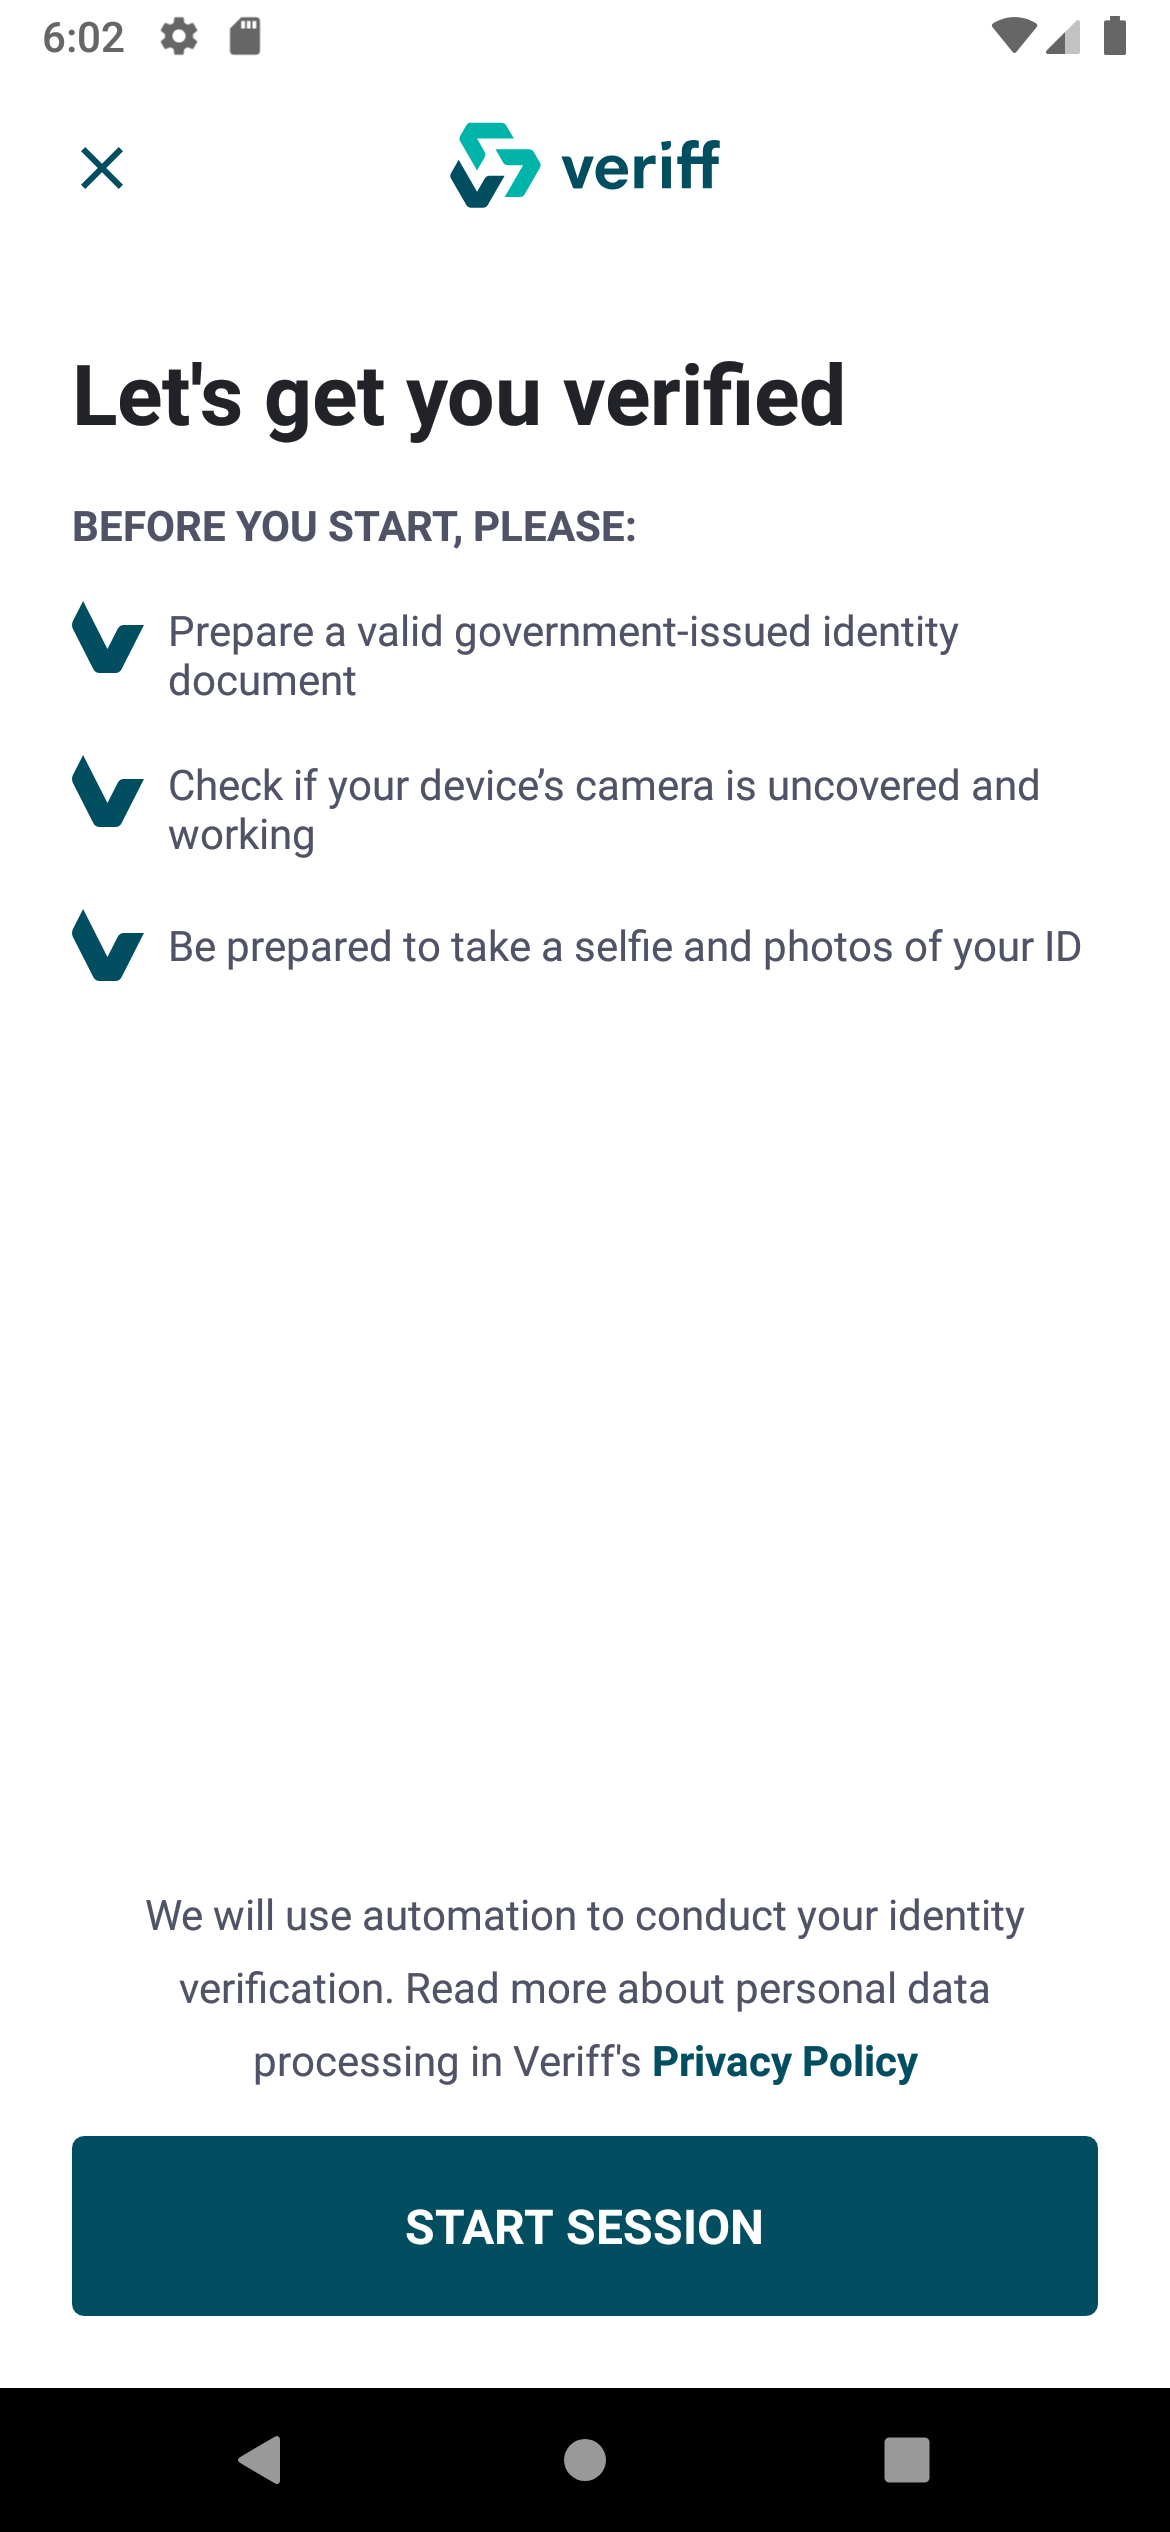 6:02
veriff
Let's get you verified
BEFORE YOU START, PLEASE:
Prepare a valid government-issued identity
document
Check if your device’s camera is uncovered and
working
Be prepared to take a selfie and photos of your ID
We will use automation to conduct your identity
verification. Read more about personal data
processing in Veriff's Privacy Policy
START SESSION